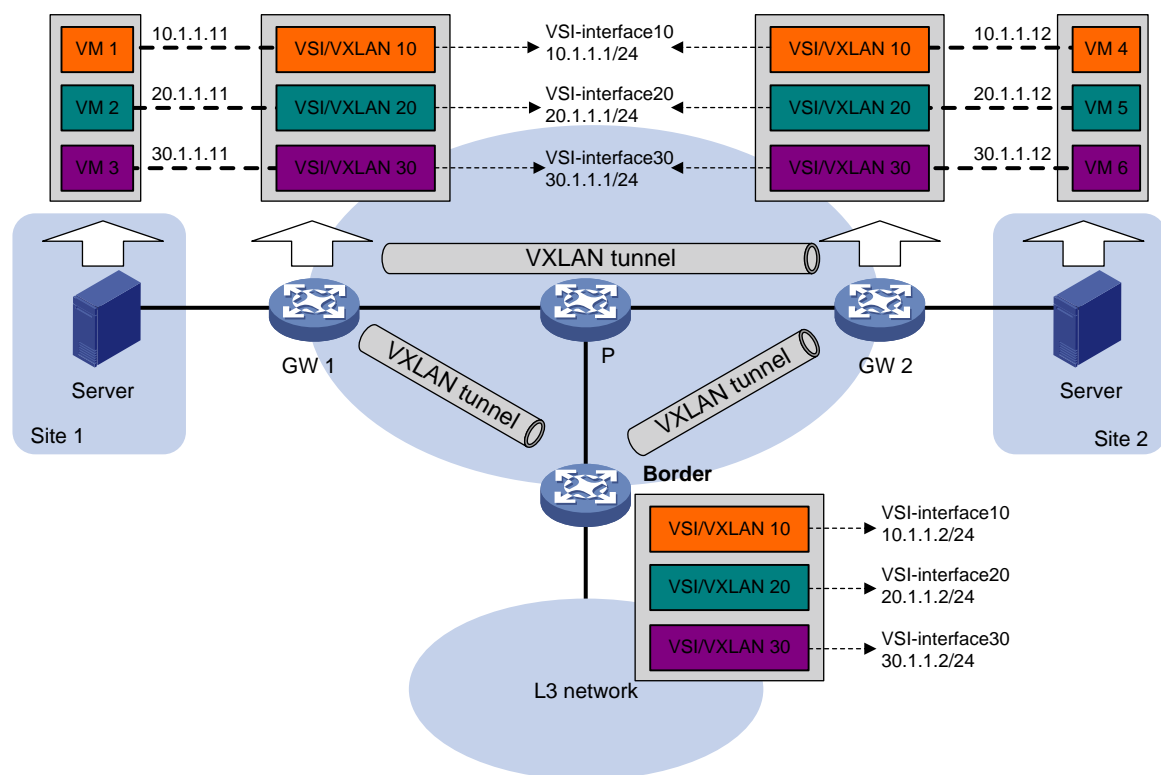 VM 1
10.1.1.11
VSI/VXLAN 10
VSI-interface10
10.1.1.1/24
VSI/VXLAN 10
10.1.1.12
VM 4
VM 2
20.1.1.11
VSI/VXLAN 20
VSI-interface20
20.1.1.1/24
VSI/VXLAN 20
20.1.1.12
VM 5
VM 3
30.1.1.11
VSI/VXLAN 30
VSI-interface30
30.1.1.1/24
VSI/VXLAN 30
30.1.1.12
VM 6
VXLAN tunnel
Server
Site 1
GW 1
P
GW 2
Server
Site 2
VXLAN tunnel
VXLAN tunnel
Border
VSI/VXLAN 10
VSI-interface10
10.1.1.2/24
VSI/VXLAN 20
VSI-interface20
20.1.1.2/24
VSI/VXLAN 30
VSI-interface30
30.1.1.2/24
L3 network